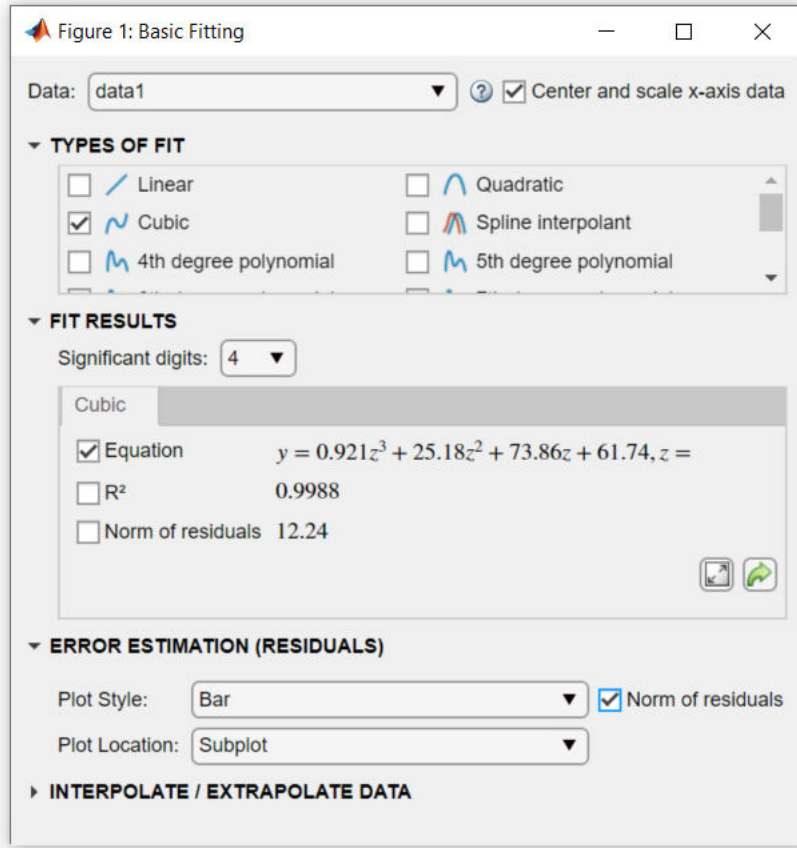 Figure 1: Basic Fitting
Data: data1 Center and scale x-axis data
TYPES OF FIT
Linear Quadratic
Cubic Spline interpolant
4th degree polynomial 5th degree polynomial
FIT RESULTS
Significant digits: 4
Cubic
Equation y = 0.921z³ + 25.18z² + 73.86z + 61.74, z =
R² 0.9988
Norm of residuals 12.24
ERROR ESTIMATION (RESIDUALS)
Plot Style: Bar Norm of residuals
Plot Location: Subplot
INTERPOLATE / EXTRAPOLATE DATA